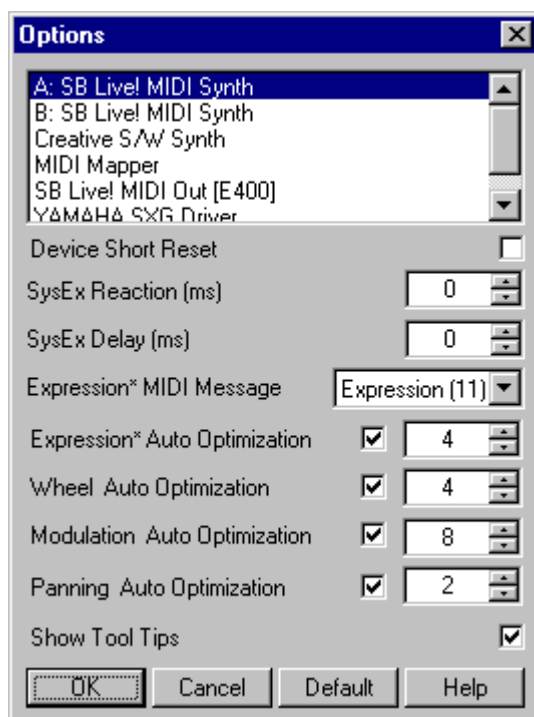 Options
A: SB Live! MIDI Synth
B: SB Live! MIDI Synth
Creative S/W Synth
MIDI Mapper
SB Live! MIDI Out [E400]
YAMAHA SXG Driver
Device Short Reset
SysEx Reaction (ms) 0
SysEx Delay (ms) 0
Expression* MIDI Message Expression (11)
Expression* Auto Optimization 4
Wheel Auto Optimization 4
Modulation Auto Optimization 8
Panning Auto Optimization 2
Show Tool Tips
OK Cancel Default Help